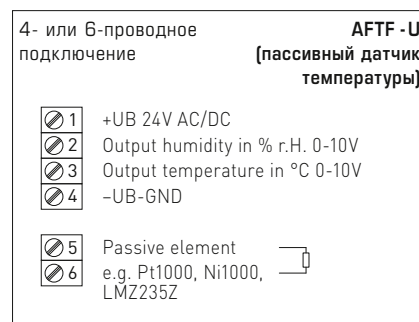 4- или 6-проводное
подключение
AFTF - U
(пассивный датчик
температуры)
1 +UB 24V AC/DC
2 Output humidity in % r.H. 0-10V
3 Output temperature in °C 0-10V
4 –UB-GND
5 Passive element
6 e.g. Pt1000, Ni1000,
LMZ235Z